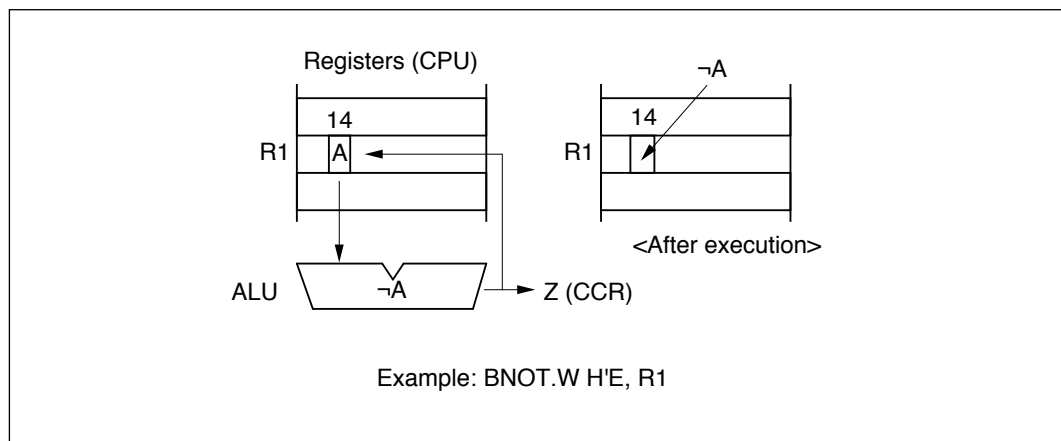 Registers (CPU)
¬A
14
14
R1
A
R1
<After execution>
ALU
¬A
Z (CCR)
Example: BNOT.W H'E, R1